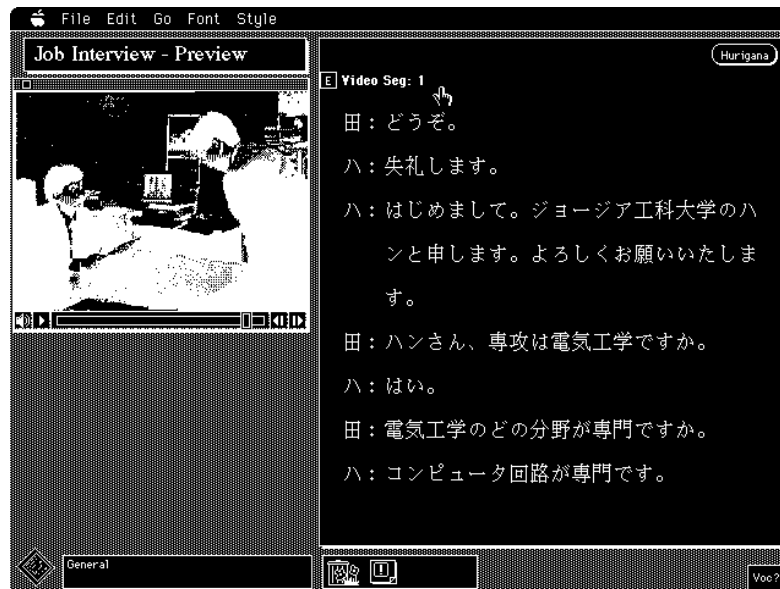 File Edit Go Font Style
Job Interview - Preview
Hurigana
E Video Seg: 1
田：どうぞ。
ハ：失礼します。
ハ：はじめまして。ジョージア工科大学のハ
ンと申します。よろしくお願いいたしま
す。
田：ハンさん、専攻は電気工学ですか。
ハ：はい。
田：電気工学のどの分野が専門ですか。
ハ：コンピュータ回路が専門です。
General
Voc?